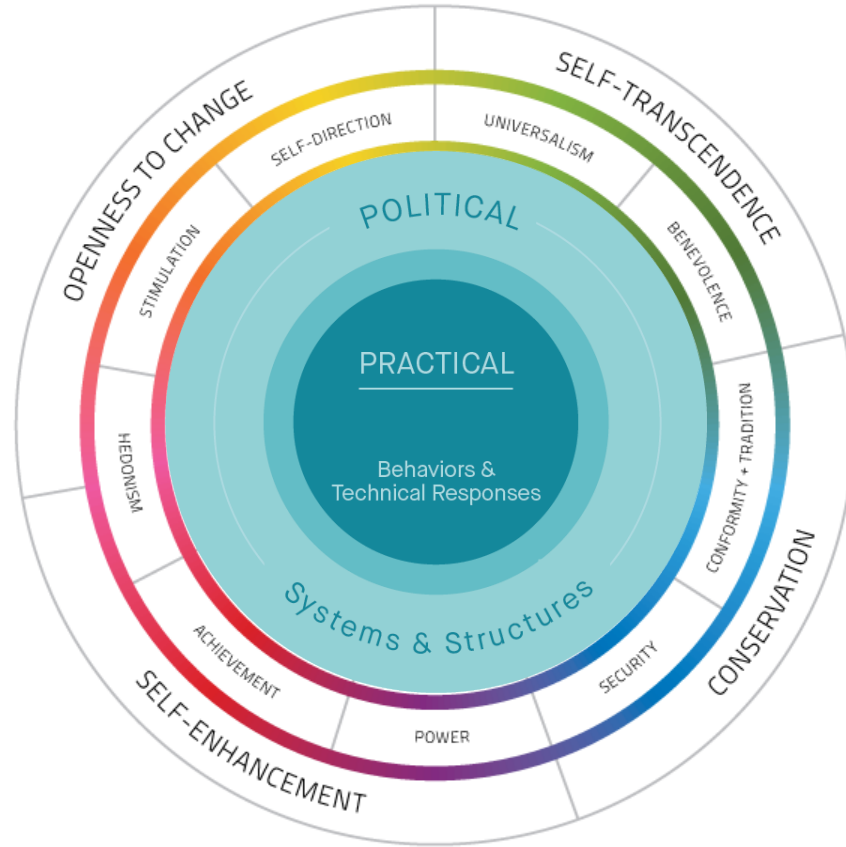 OPENNESS TO CHANGE
SELF-TRANSCENDENCE
CONSERVATION
SELF-ENHANCEMENT
SELF-DIRECTION
UNIVERSALISM
BENEVOLENCE
CONFORMITY + TRADITION
SECURITY
POWER
ACHIEVEMENT
HEDONISM
STIMULATION
POLITICAL
PRACTICAL
Behaviors &
Technical Responses
Systems & Structures